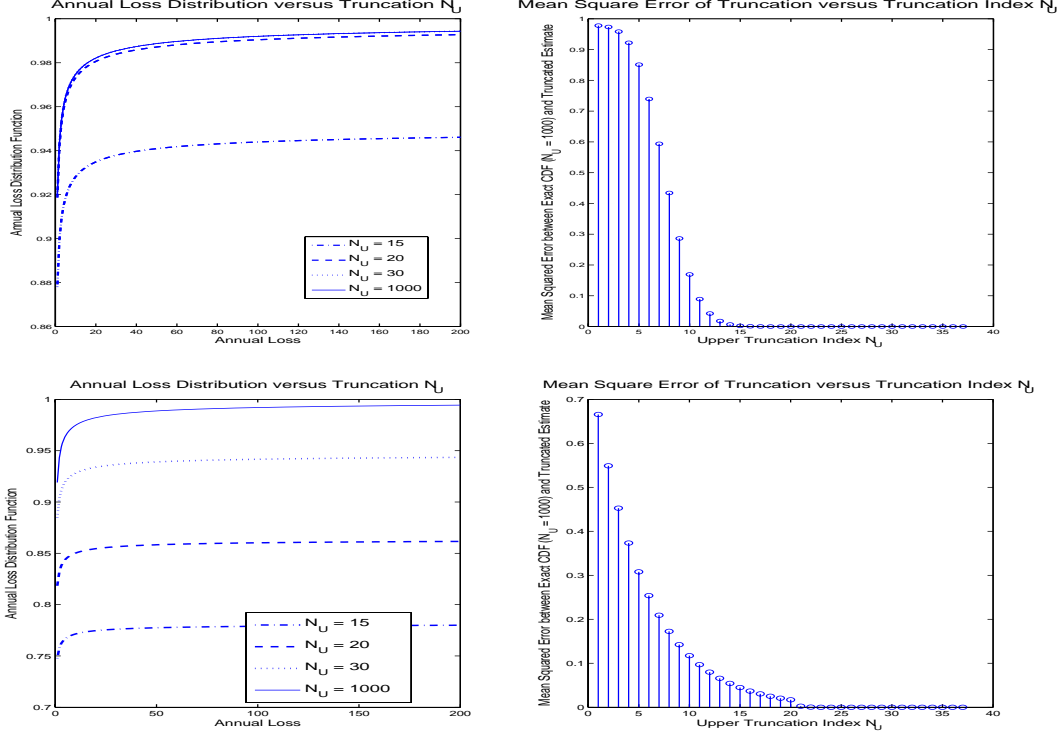 Annual Loss Distribution versus Truncation N_U
Annual Loss Distribution Function
1
0.98
0.96
0.94
0.92
0.9
0.88
0.86
0 20 40 60 80 100 120 140 160 180 200
Annual Loss
N_U = 15
N_U = 20
N_U = 30
N_U = 1000
Mean Square Error of Truncation versus Truncation Index N_U
Mean Squared Error between Exact CDF (N_U = 1000) and Truncated Estimate
1
0.9
0.8
0.7
0.6
0.5
0.4
0.3
0.2
0.1
0
0 5 10 15 20 25 30 35 40
Upper Truncation Index N_U
Annual Loss Distribution versus Truncation N_U
Annual Loss Distribution Function
1
0.95
0.9
0.85
0.8
0.75
0.7
0 50 100 150 200
Annual Loss
N_U = 15
N_U = 20
N_U = 30
N_U = 1000
Mean Square Error of Truncation versus Truncation Index N_U
Mean Squared Error between Exact CDF (N_U = 1000) and Truncated Estimate
0.7
0.6
0.5
0.4
0.3
0.2
0.1
0
0 5 10 15 20 25 30 35 40
Upper Truncation Index N_U